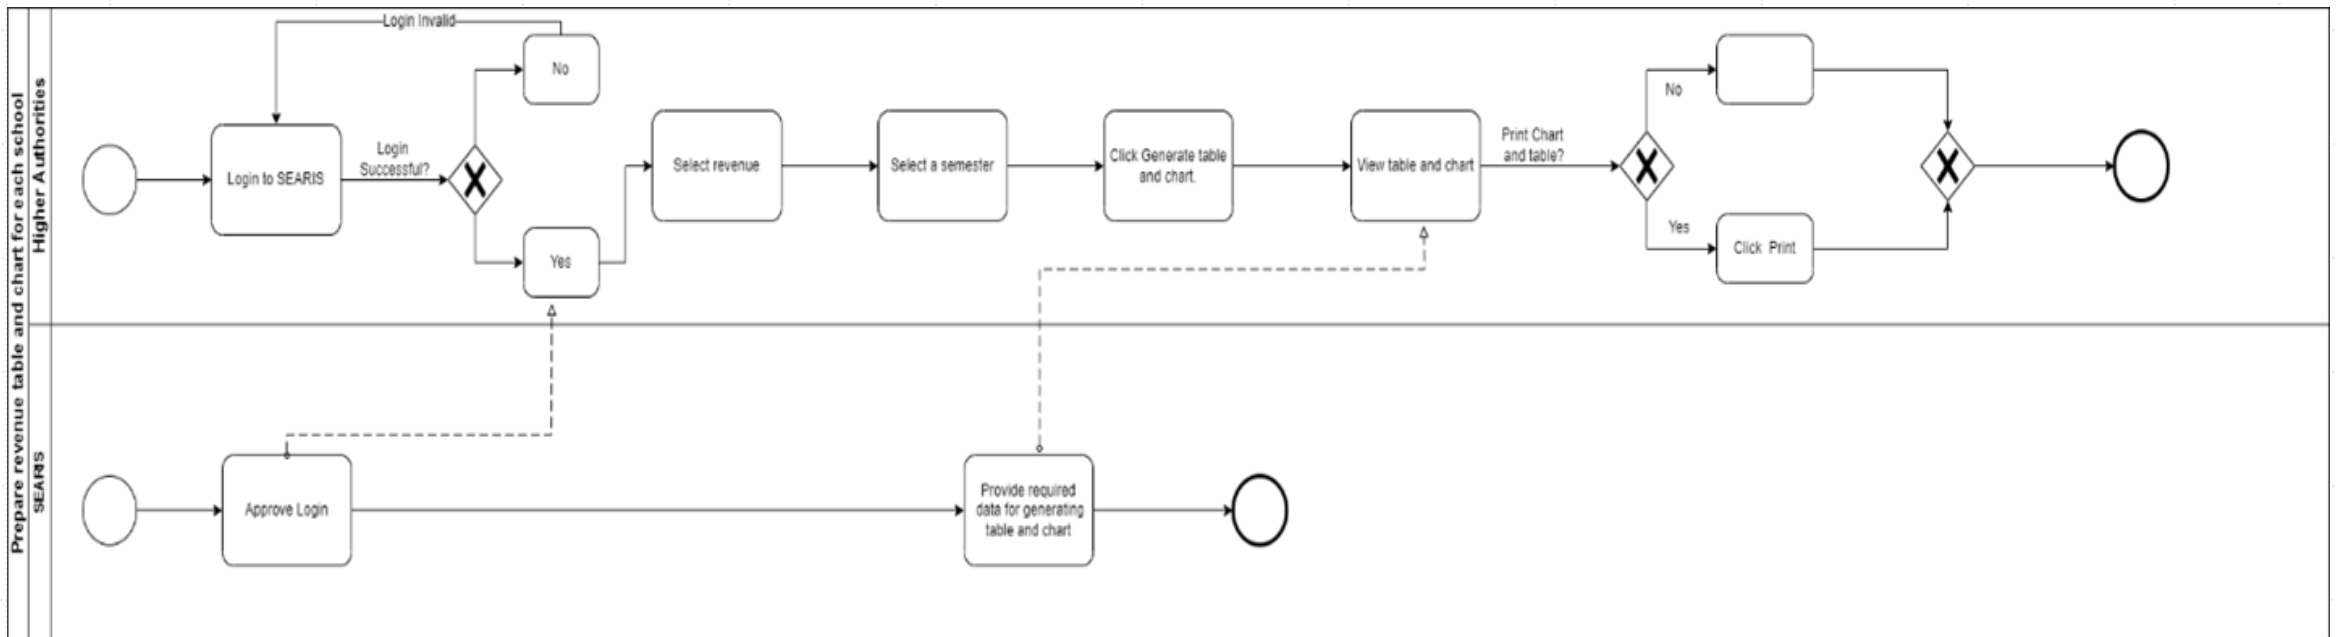 Prepare revenue table and chart for each school
Higher Authorities
Login Invalid
No
Login to SEARIS
Login
Successful?
Yes
Select revenue
Select a semester
Click Generate table
and chart.
View table and chart
Print Chart
and table?
No
Yes
Click Print
SEARIS
Approve Login
Provide required
data for generating
table and chart